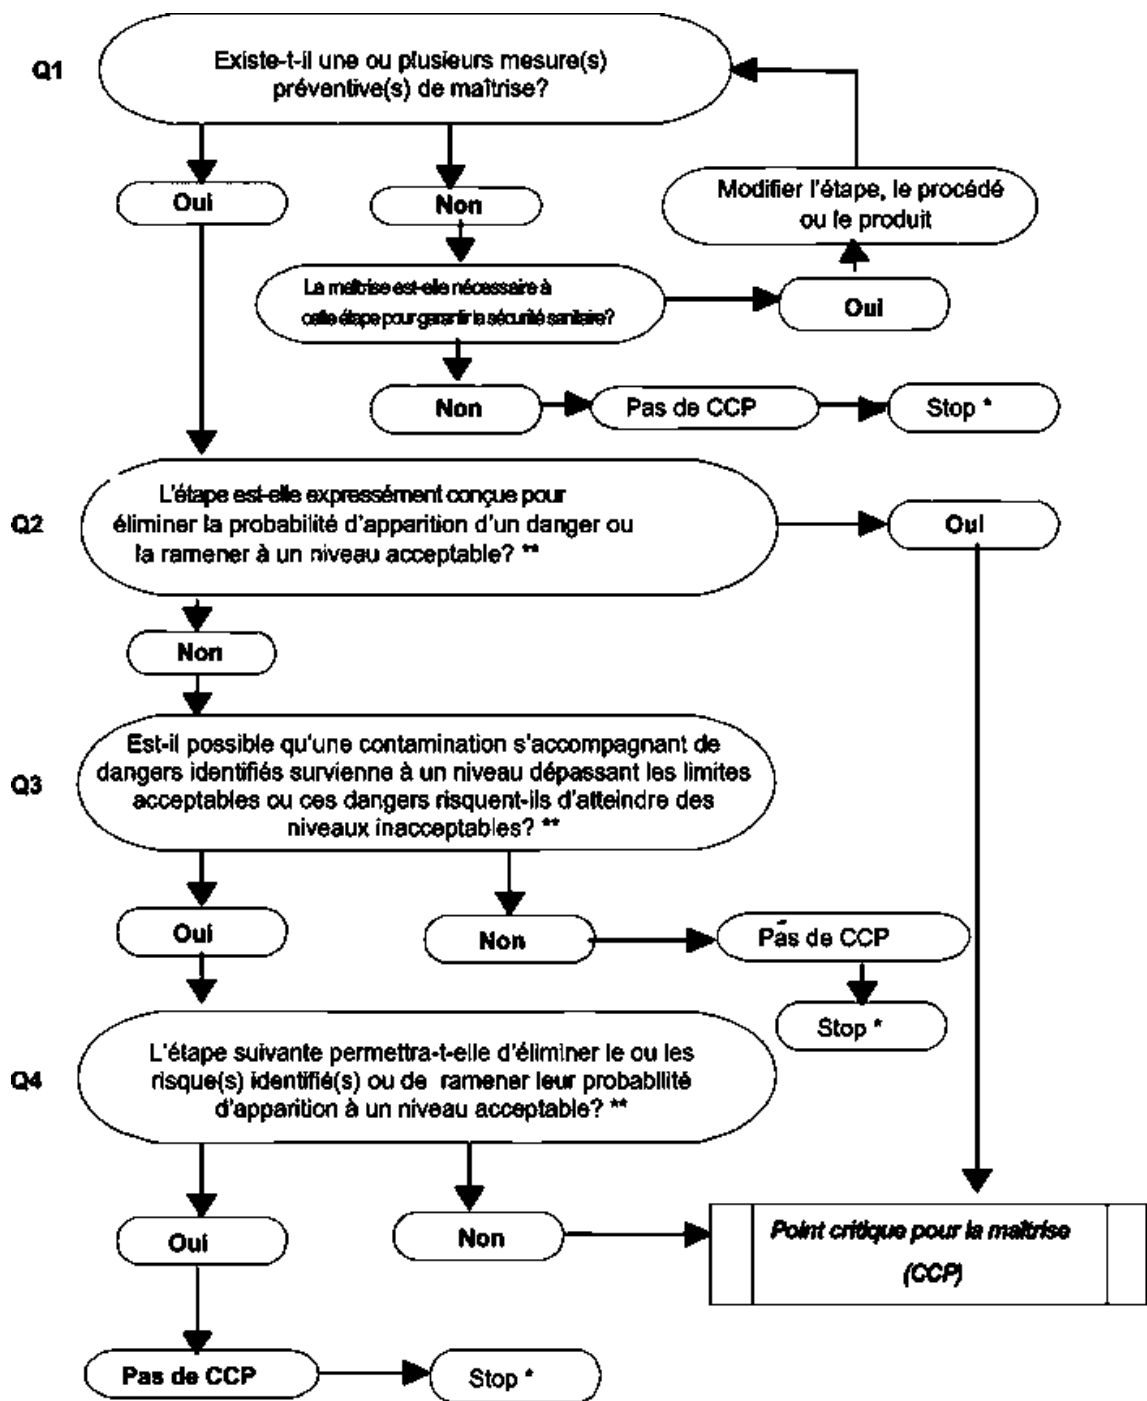 Q1
Existe-t-il une ou plusieurs mesure(s)
préventive(s) de maîtrise?
Oui
Non
Modifier l'étape, le procédé
ou le produit
La maîtrise est-elle nécessaire à
cette étape pour garantir la sécurité sanitaire?
Oui
Non
Pas de CCP
Stop *
Q2
L'étape est-elle expressément conçue pour
éliminer la probabilité d'apparition d'un danger ou
la ramener à un niveau acceptable? **
Oui
Non
Q3
Est-il possible qu'une contamination s'accompagnant de
dangers identifiés survienne à un niveau dépassant les limites
acceptables ou ces dangers risquent-ils d'atteindre des
niveaux inacceptables? **
Oui
Non
Pas de CCP
Stop *
Q4
L'étape suivante permettra-t-elle d'éliminer le ou les
risque(s) identifié(s) ou de ramener leur probabilité
d'apparition à un niveau acceptable? **
Oui
Non
Point critique pour la maîtrise
(CCP)
Pas de CCP
Stop *